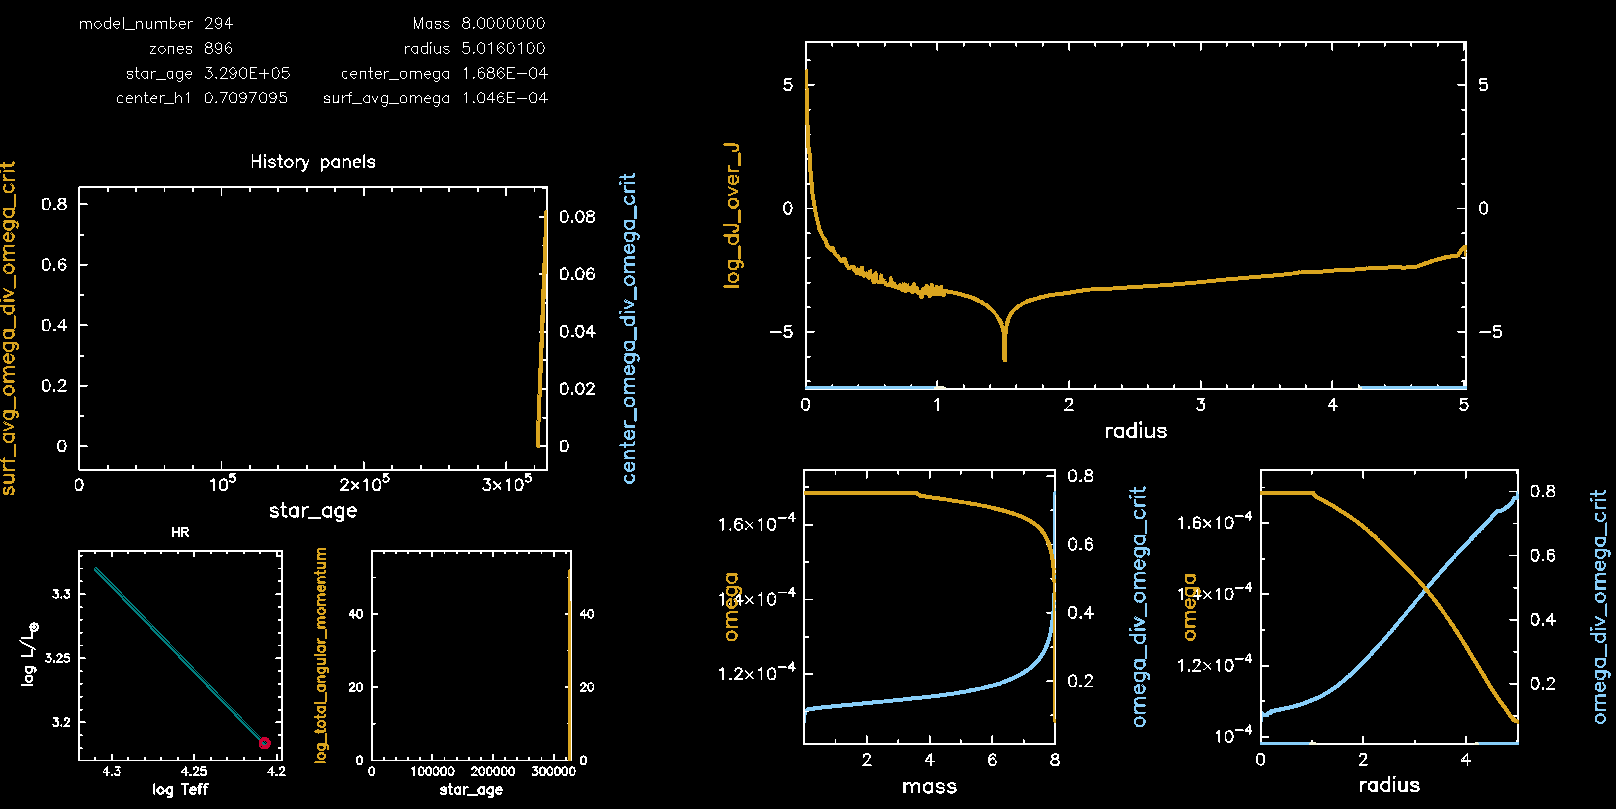 model_number 294 Mass 8.0000000
zones 896 radius 5.0160100
star_age 3.290E+05 center_omega 1.686E-04
center_h1 0.7097095 surf_avg_omega 1.046E-04
History panels
surf_avg_omega_div_omega_crit
0.8
0.6
0.4
0.2
0
0.08
0.06
0.04
0.02
0
center_omega_div_omega_crit
0 10⁵ 2×10⁵ 3×10⁵
star_age
log_dJ_over_J
5
0
-5
5
0
-5
0 1 2 3 4 5
radius
HR
log L/L⊙
3.3
3.25
3.2
4.3 4.25 4.2
log Teff
log_total_angular_momentum
40
20
0
40
20
0
0 100000 200000 300000
star_age
omega
1.6×10⁻⁴
1.4×10⁻⁴
1.2×10⁻⁴
0.8
0.6
0.4
0.2
omega_div_omega_crit
2 4 6 8
mass
omega
1.6×10⁻⁴
1.4×10⁻⁴
1.2×10⁻⁴
10⁻⁴
0.8
0.6
0.4
0.2
omega_div_omega_crit
0 2 4
radius